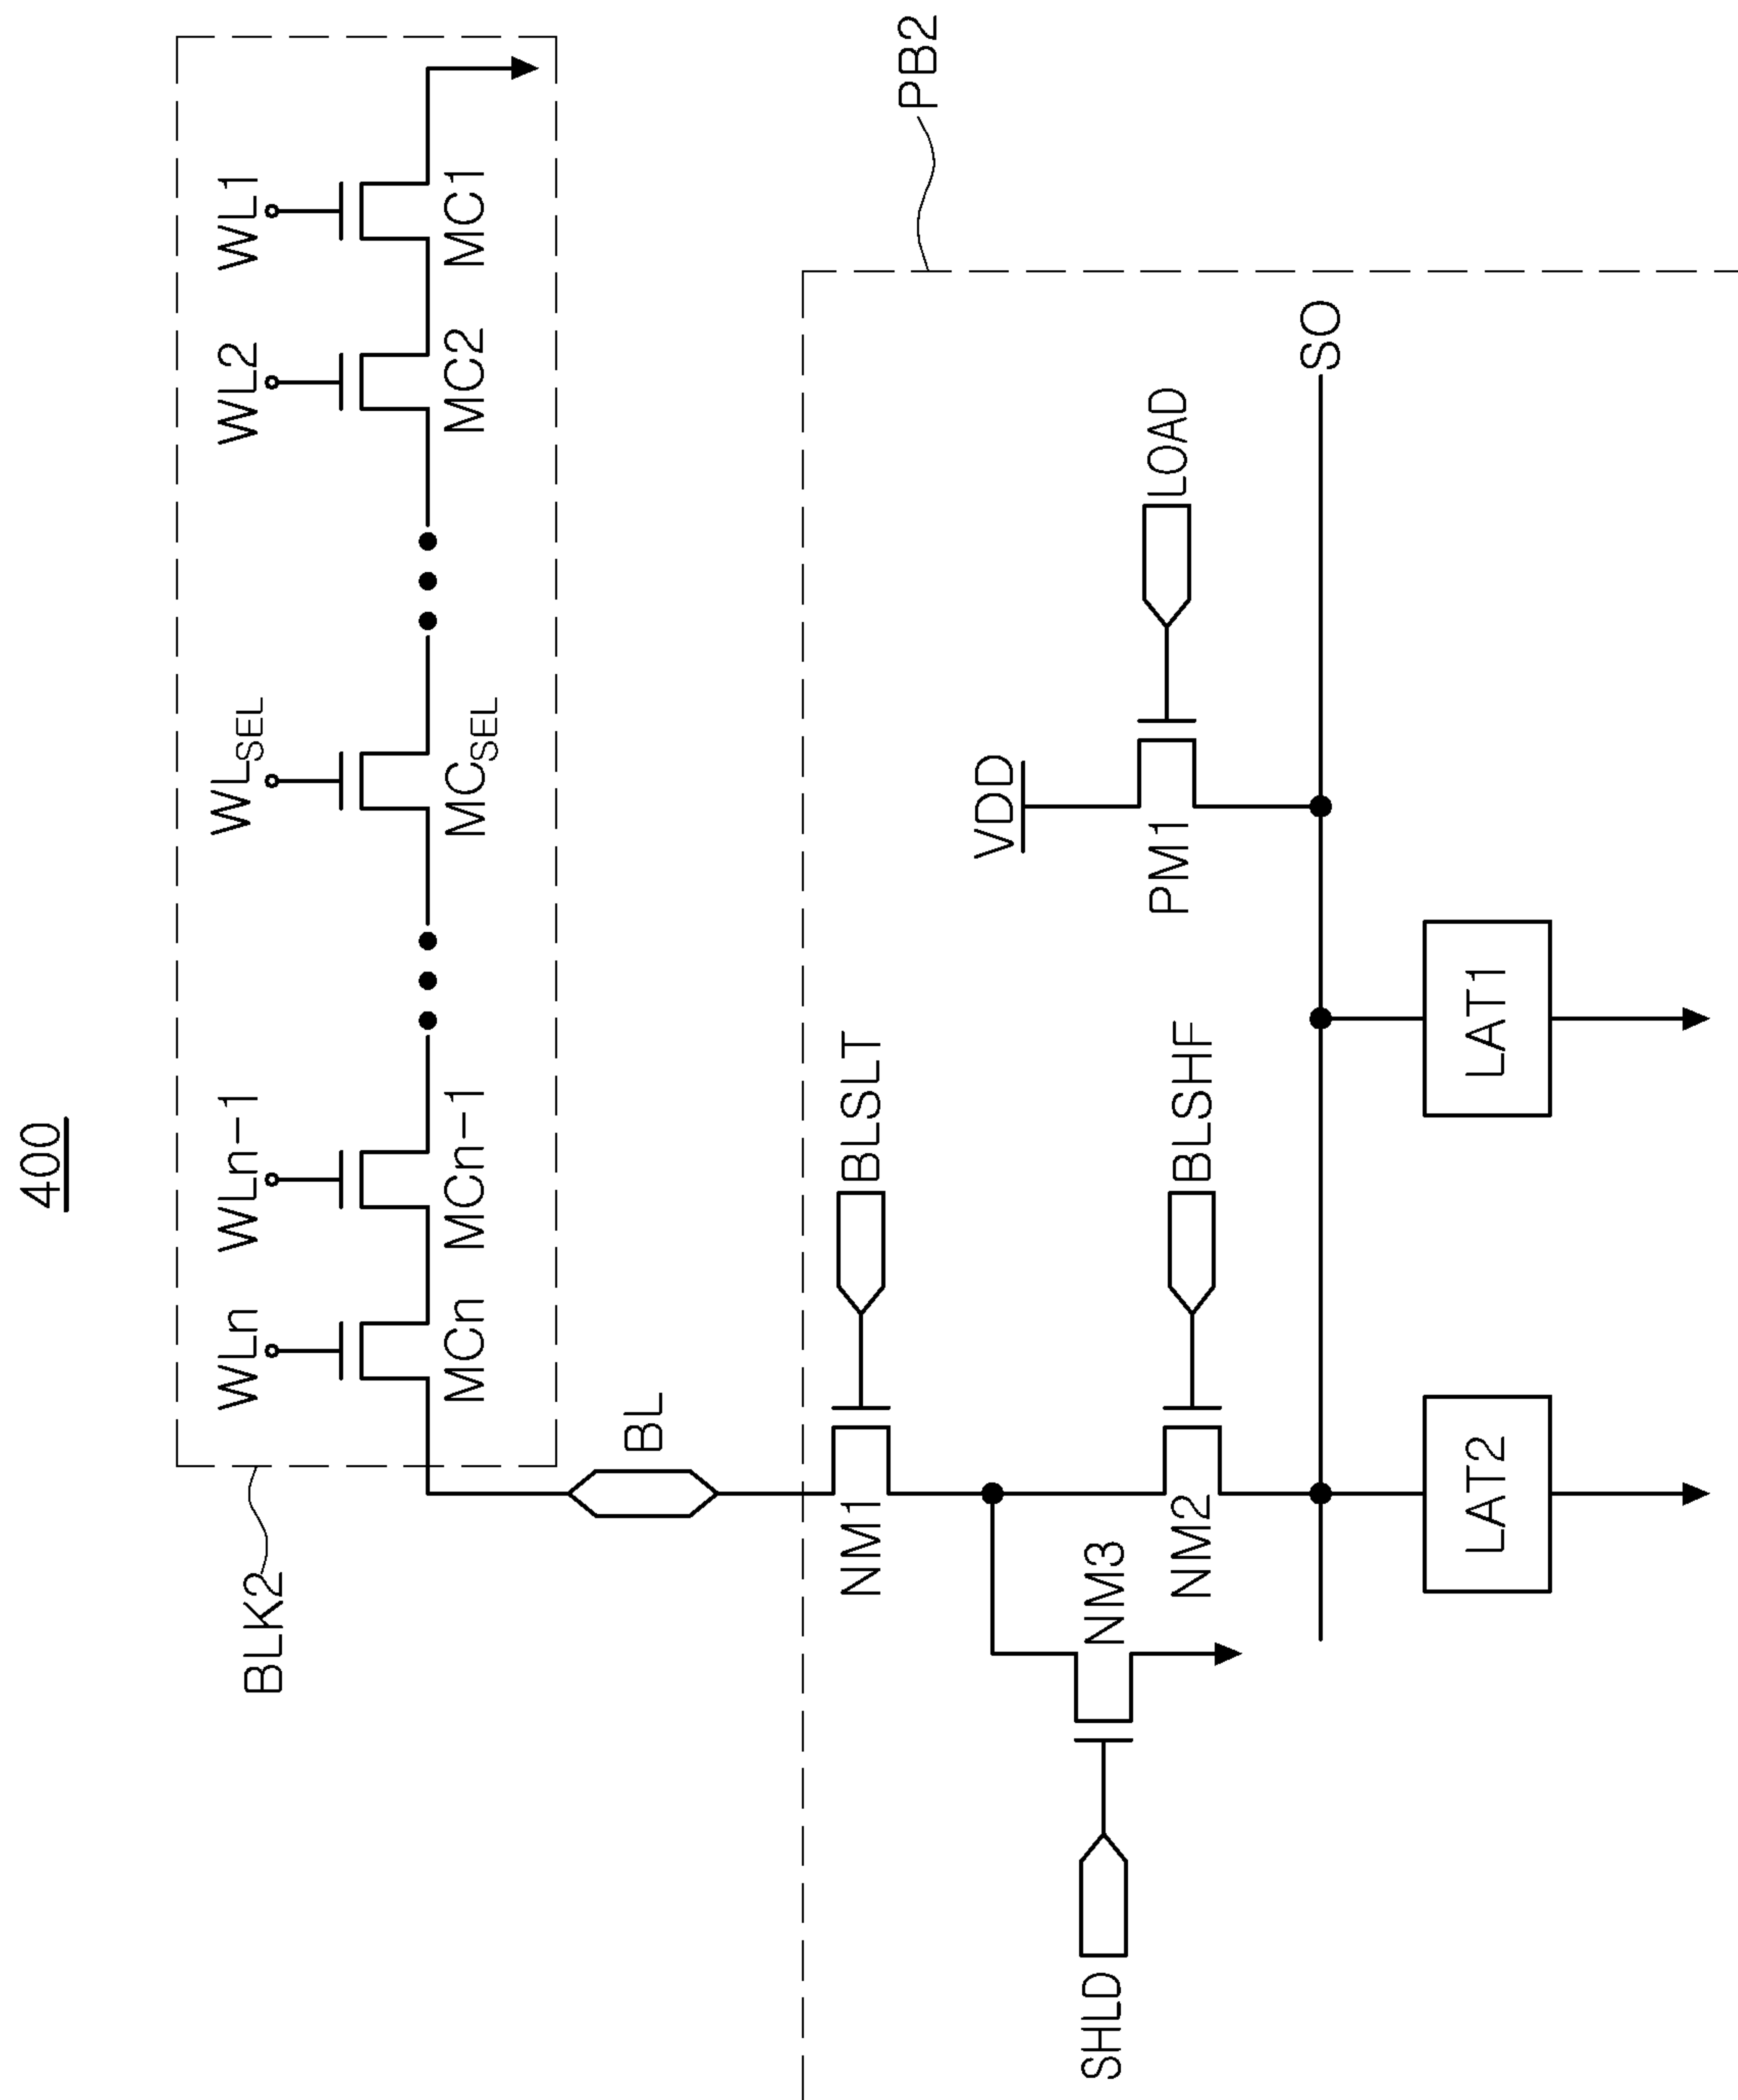 400
BLK2
WLn
WLn-1
WLSEL
WL2
WL1
MCn
MCn-1
MCSEL
MC2
MC1
BL
PB2
NM1
BLSLT
VDD
SHLD
NM3
NM2
BLSHF
PM1
LOAD
SO
LAT2
LAT1